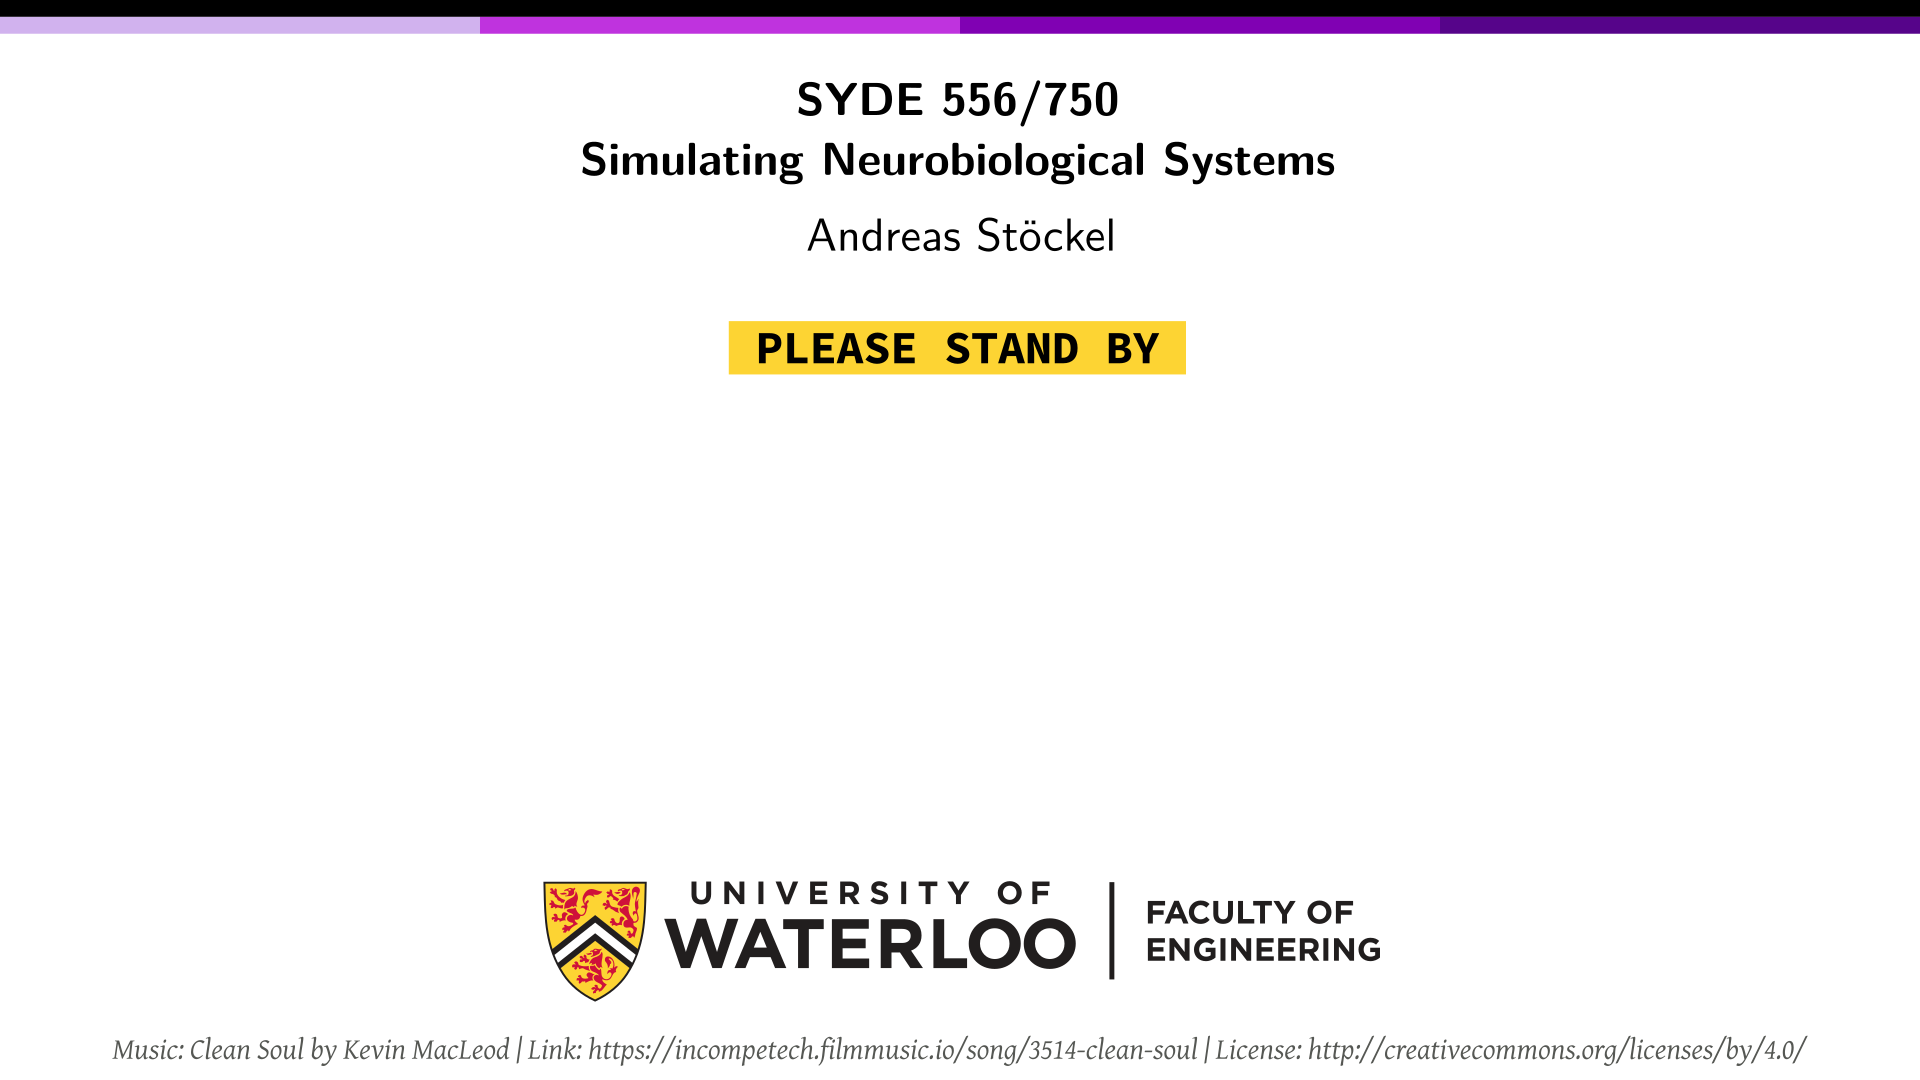 SYDE 556/750
Simulating Neurobiological Systems
Andreas Stöckel
PLEASE STAND BY
UNIVERSITY OF
WATERLOO
FACULTY OF
ENGINEERING
Music: Clean Soul by Kevin MacLeod | Link: https://incompetech.filmmusic.io/song/3514-clean-soul | License: http://creativecommons.org/licenses/by/4.0/